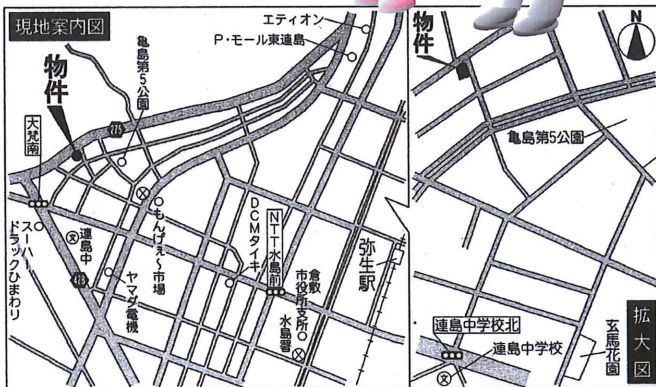 現地案内図
物件
エディオン
P・モール東連島
亀島第5公園
275
大梵南
スーパー
ドラックひまわり
連島中
もんげぇ〜市場
ヤマダ電機
DCMダイキ
NTT水島前
倉敷
市役所支所
水島署
弥生駅
物件
N
亀島第5公園
連島中学校北
連島中学校
玄馬花園
拡大図